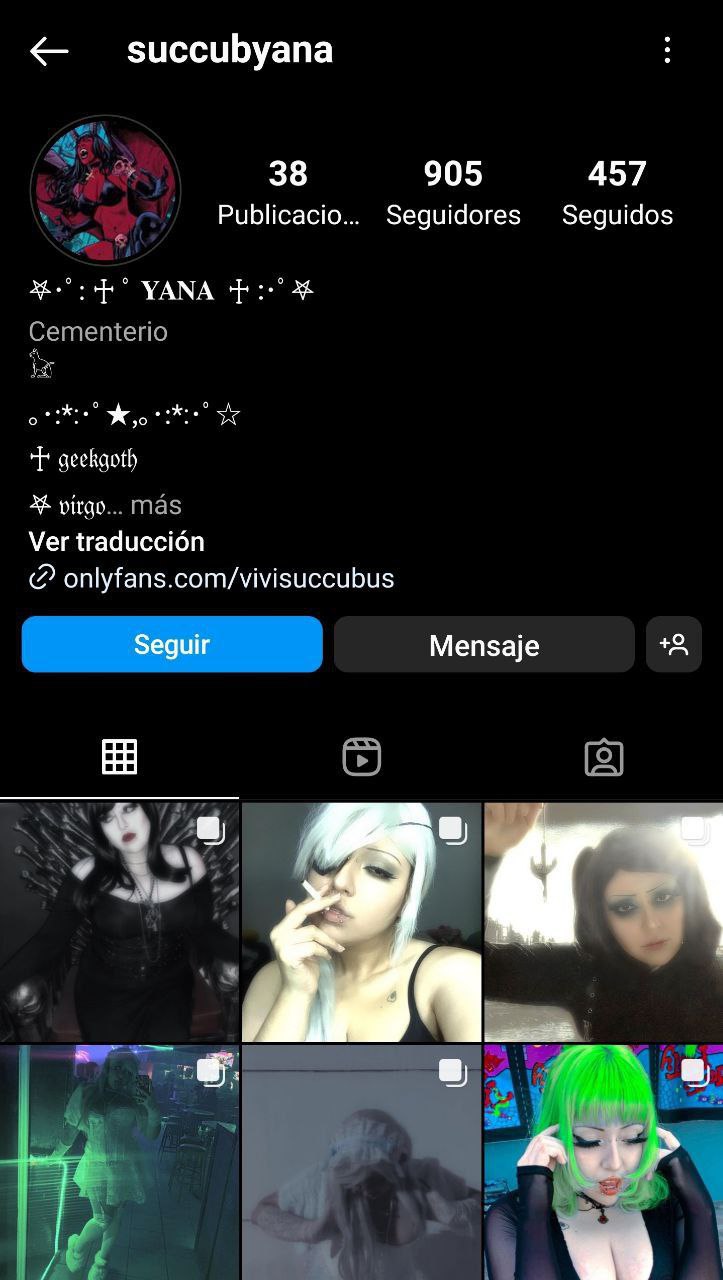 succubyana
38 905 457
Publicacio... Seguidores Seguidos
⛧･ﾟ: ☥ ﾟ 𝐘𝐀𝐍𝐀 ☥ :･ﾟ⛧
Cementerio
𓃠
｡･:*:･ﾟ★,｡･:*:･ﾟ☆
☥ 𝔤𝔢𝔢𝔨𝔤𝔬𝔱𝔥
⛧ 𝔳𝔦𝔯𝔤𝔬... más
Ver traducción
onlyfans.com/vivisuccubus
Seguir Mensaje